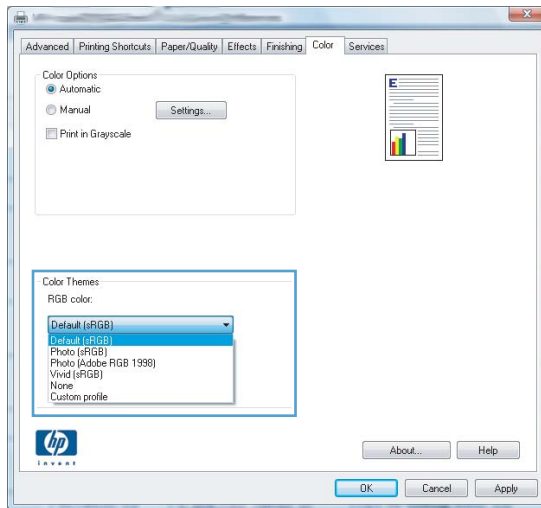 Advanced Printing Shortcuts Paper/Quality Effects Finishing Color Services
Color Options
Automatic
Manual Settings...
Print in Grayscale
E
Color Themes
RGB color:
Default (sRGB)
Default (sRGB)
Photo (sRGB)
Photo (Adobe RGB 1998)
Vivid (sRGB)
None
Custom profile
hp
invent
About... Help
OK Cancel Apply